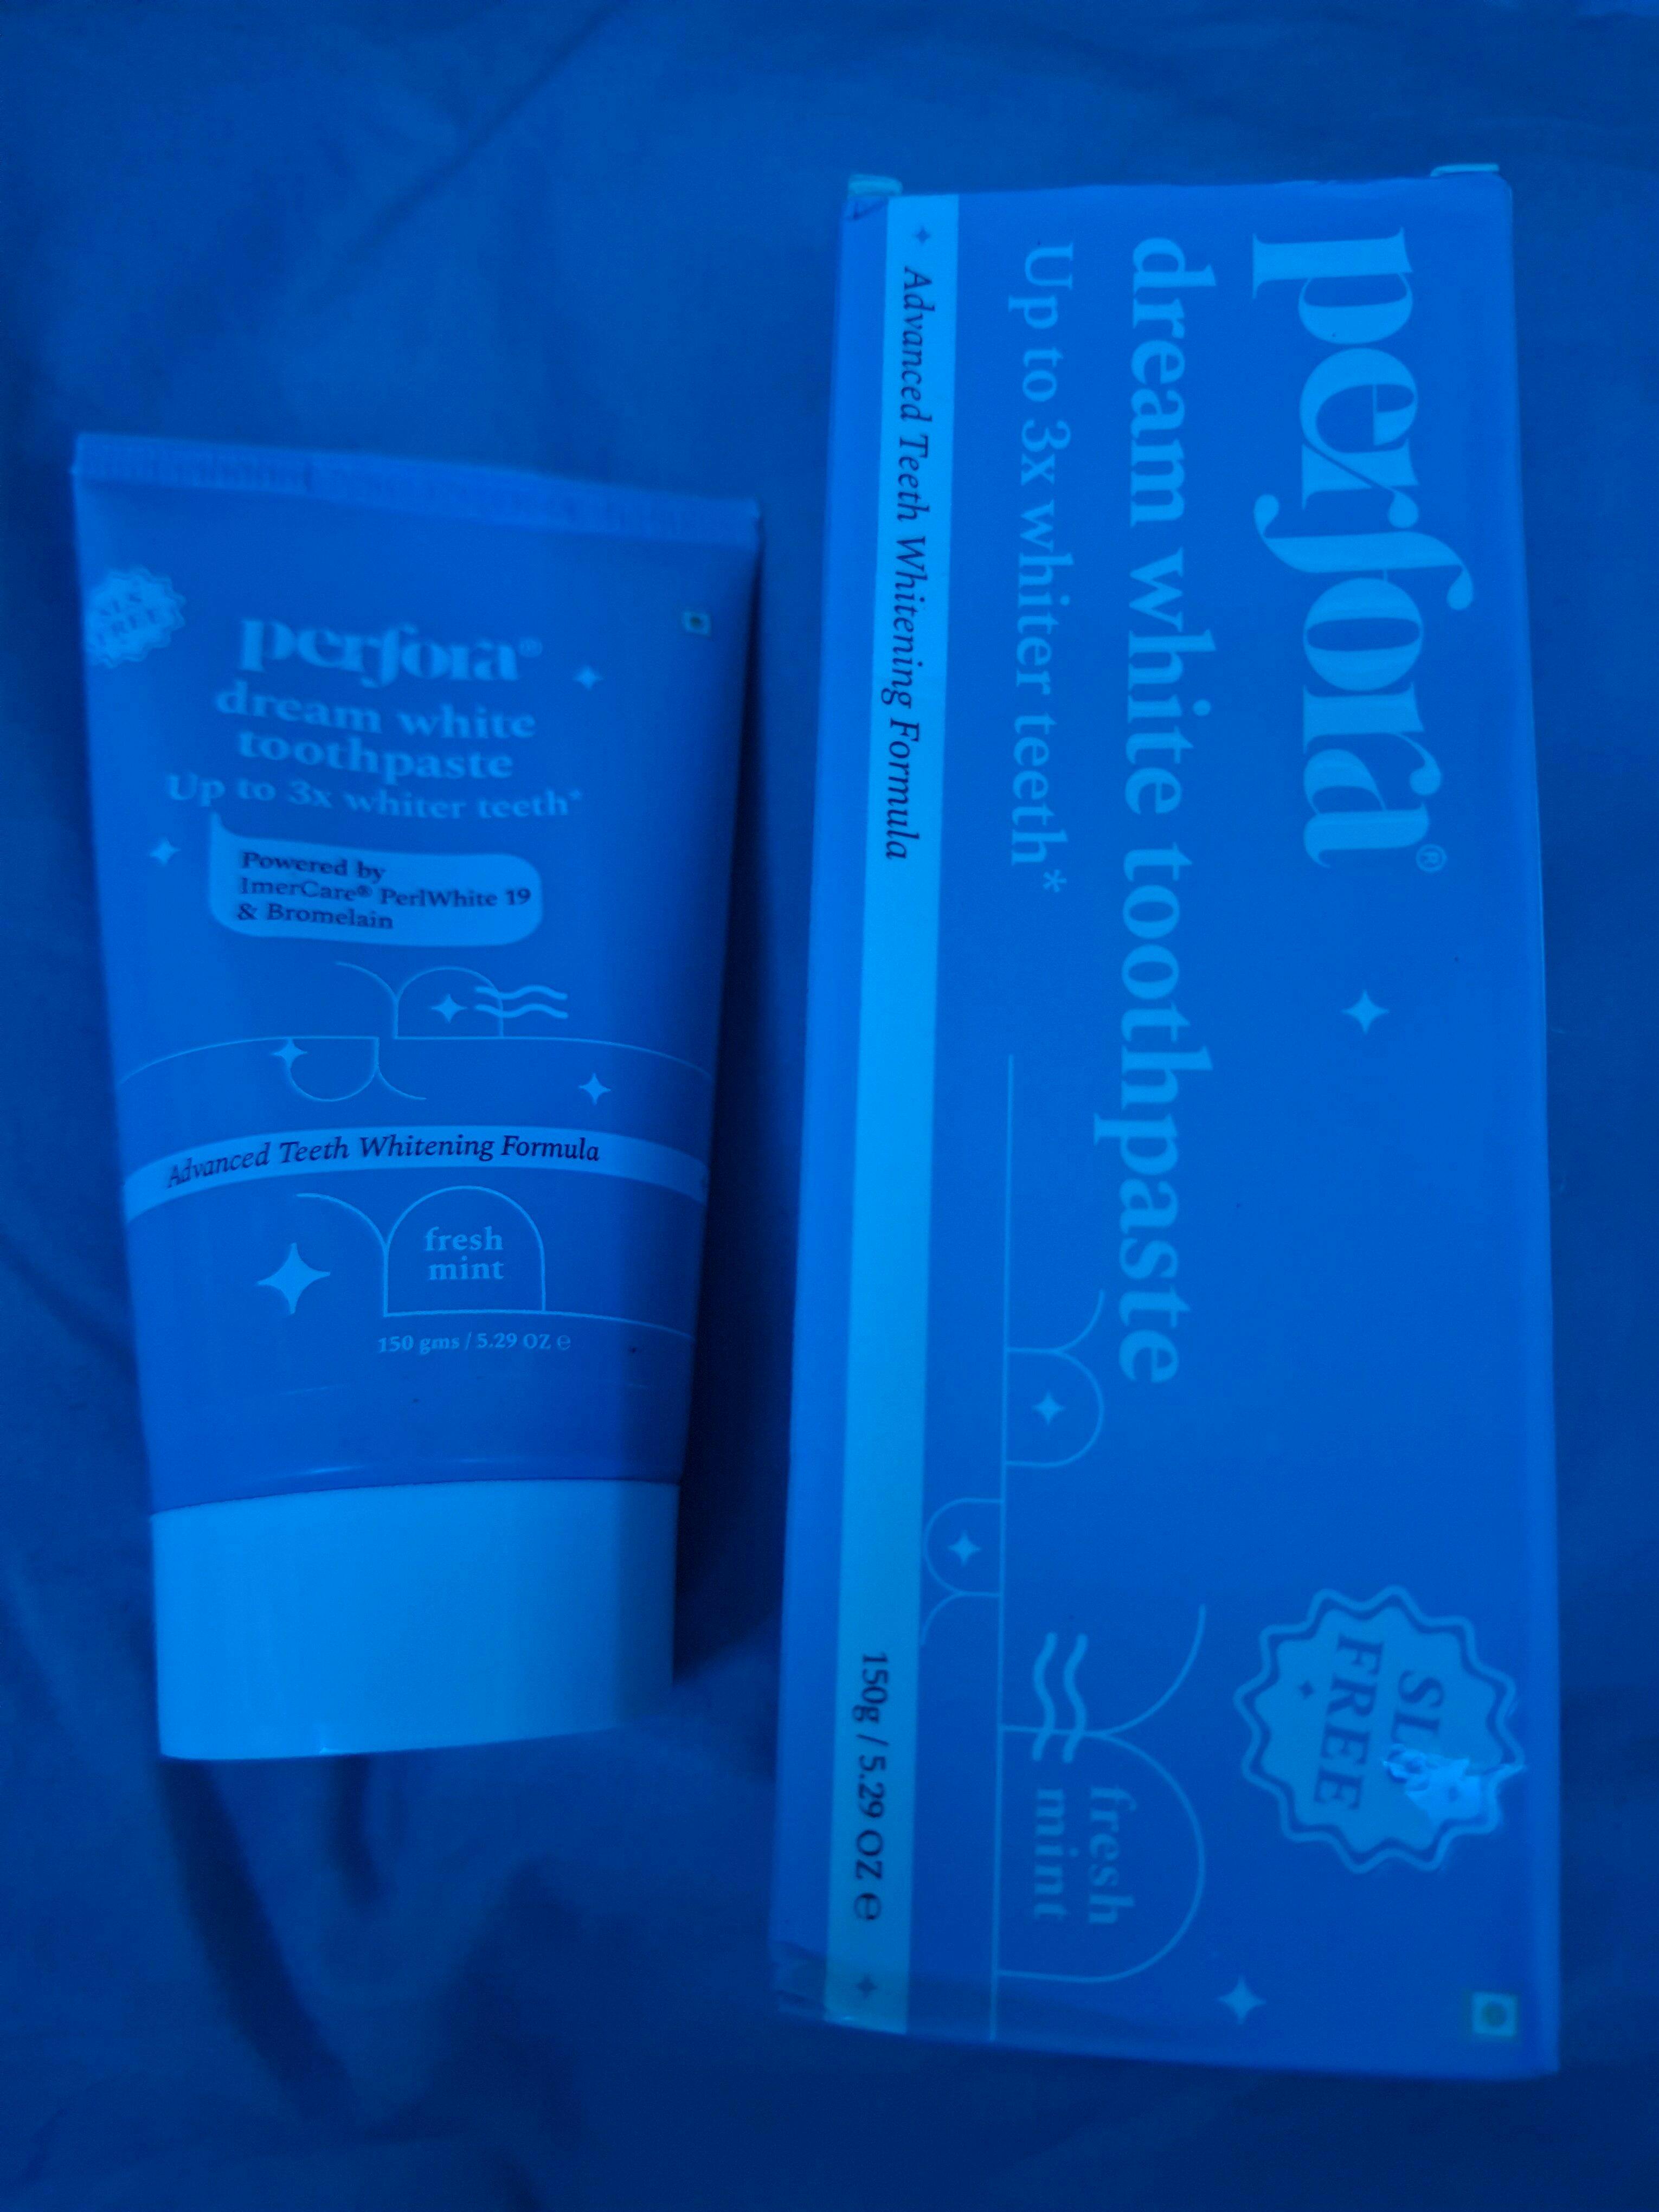 perfora®
dream white
toothpaste
Up to 3x whiter teeth*
Powered by
ImerCare® PerlWhite 19
& Bromelain
Advanced Teeth Whitening Formula
fresh
mint
150 gms / 5.29 OZ ℮
FREE
perfora®
dream white toothpaste
Up to 3x whiter teeth*
Advanced Teeth Whitening Formula
150g / 5.29 OZ ℮
fresh
mint
FREE